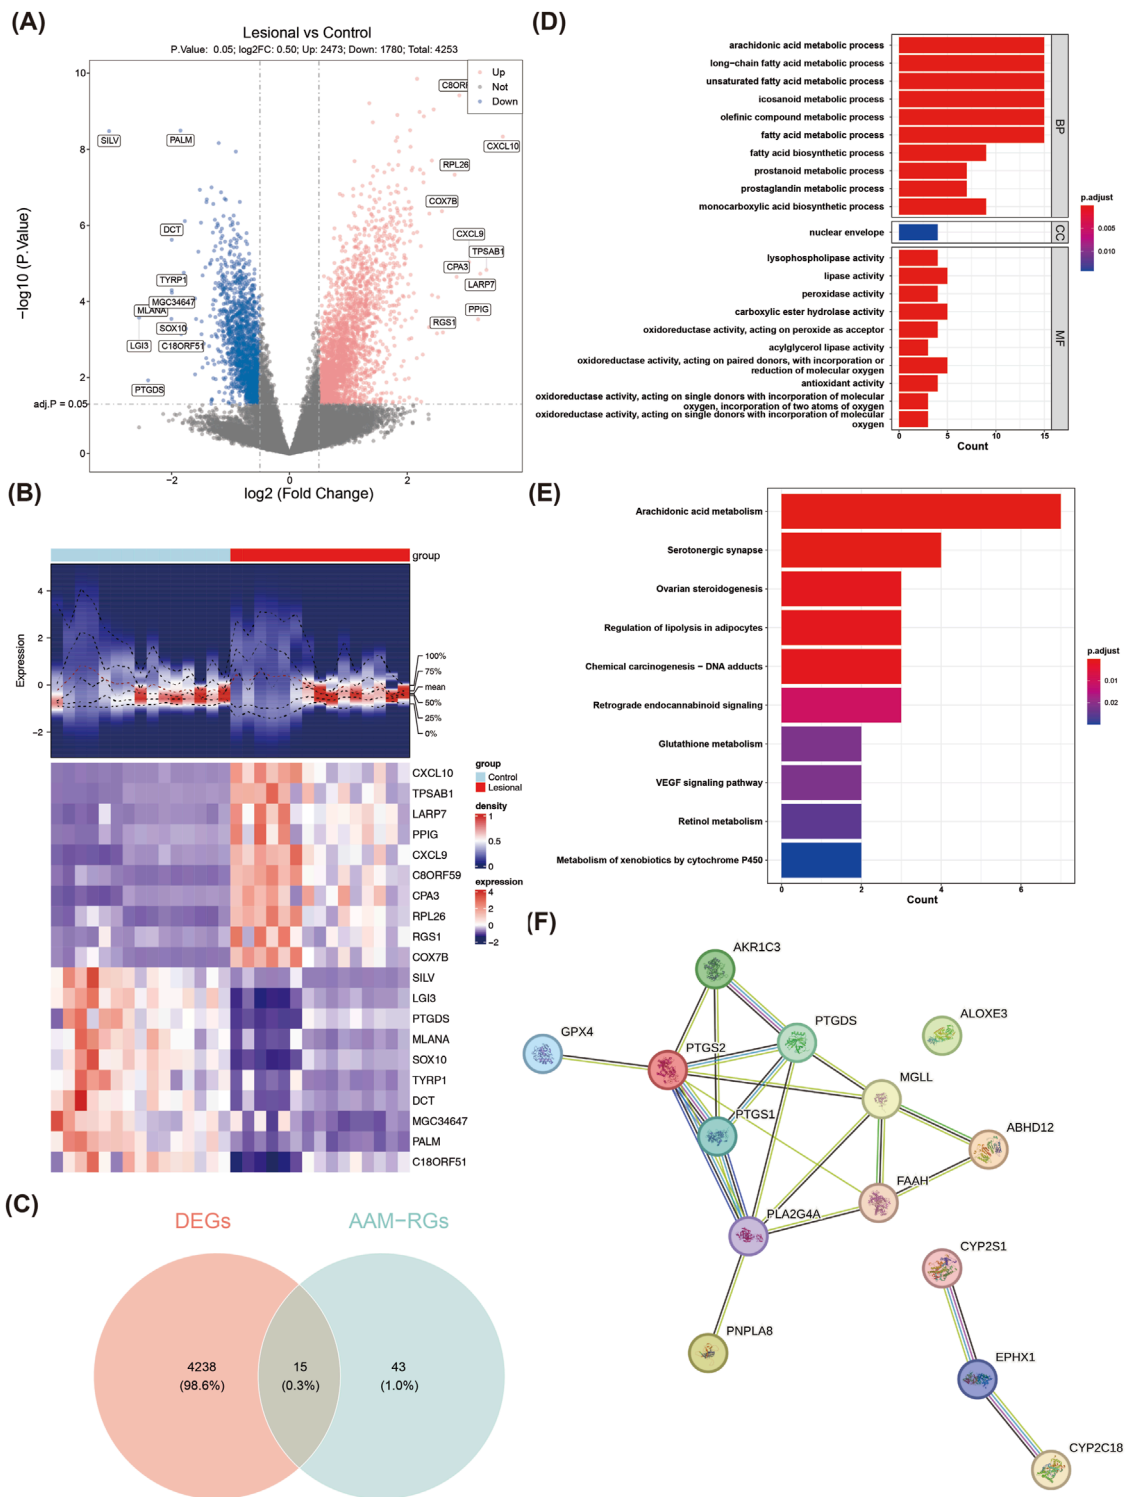 (A)
Lesional vs Control
P.Value: 0.05; log2FC: 0.50; Up: 2473; Down: 1780; Total: 4253
Up
Not
Down
C8ORF
SILV
PALM
CXCL10
RPL26
COX7B
DCT
CXCL9
TPSAB1
CPA3
TYRP1
LARP7
MGC34647
MLANA
PPIG
RGS1
SOX10
LGI3
C18ORF51
PTGDS
10
8
6
4
2
adj.P = 0.05
0
−log10 (P.Value)
−2
0
2
log2 (Fold Change)
(B)
group
4
2
0
−2
Expression
100%
75%
mean
50%
25%
0%
CXCL10
TPSAB1
LARP7
PPIG
CXCL9
C8ORF59
CPA3
RPL26
RGS1
COX7B
SILV
LGI3
PTGDS
MLANA
SOX10
TYRP1
DCT
MGC34647
PALM
C18ORF51
group
Control
Lesional
density
1
0.5
0
expression
4
2
0
−2
(C)
DEGs
AAM−RGs
4238
(98.6%)
15
(0.3%)
43
(1.0%)
(D)
arachidonic acid metabolic process
long−chain fatty acid metabolic process
unsaturated fatty acid metabolic process
icosanoid metabolic process
olefinic compound metabolic process
fatty acid metabolic process
fatty acid biosynthetic process
prostanoid metabolic process
prostaglandin metabolic process
monocarboxylic acid biosynthetic process
BP
nuclear envelope
CC
lysophospholipase activity
lipase activity
peroxidase activity
carboxylic ester hydrolase activity
oxidoreductase activity, acting on peroxide as acceptor
acylglycerol lipase activity
oxidoreductase activity, acting on paired donors, with incorporation or
reduction of molecular oxygen
antioxidant activity
oxidoreductase activity, acting on single donors with incorporation of molecular
oxygen, incorporation of two atoms of oxygen
oxidoreductase activity, acting on single donors with incorporation of molecular
oxygen
MF
0
5
10
15
Count
p.adjust
0.005
0.010
(E)
Arachidonic acid metabolism
Serotonergic synapse
Ovarian steroidogenesis
Regulation of lipolysis in adipocytes
Chemical carcinogenesis − DNA adducts
Retrograde endocannabinoid signaling
Glutathione metabolism
VEGF signaling pathway
Retinol metabolism
Metabolism of xenobiotics by cytochrome P450
0
2
4
6
Count
p.adjust
0.01
0.02
(F)
AKR1C3
GPX4
PTGS2
PTGDS
ALOXE3
MGLL
PTGS1
ABHD12
FAAH
PLA2G4A
CYP2S1
PNPLA8
EPHX1
CYP2C18